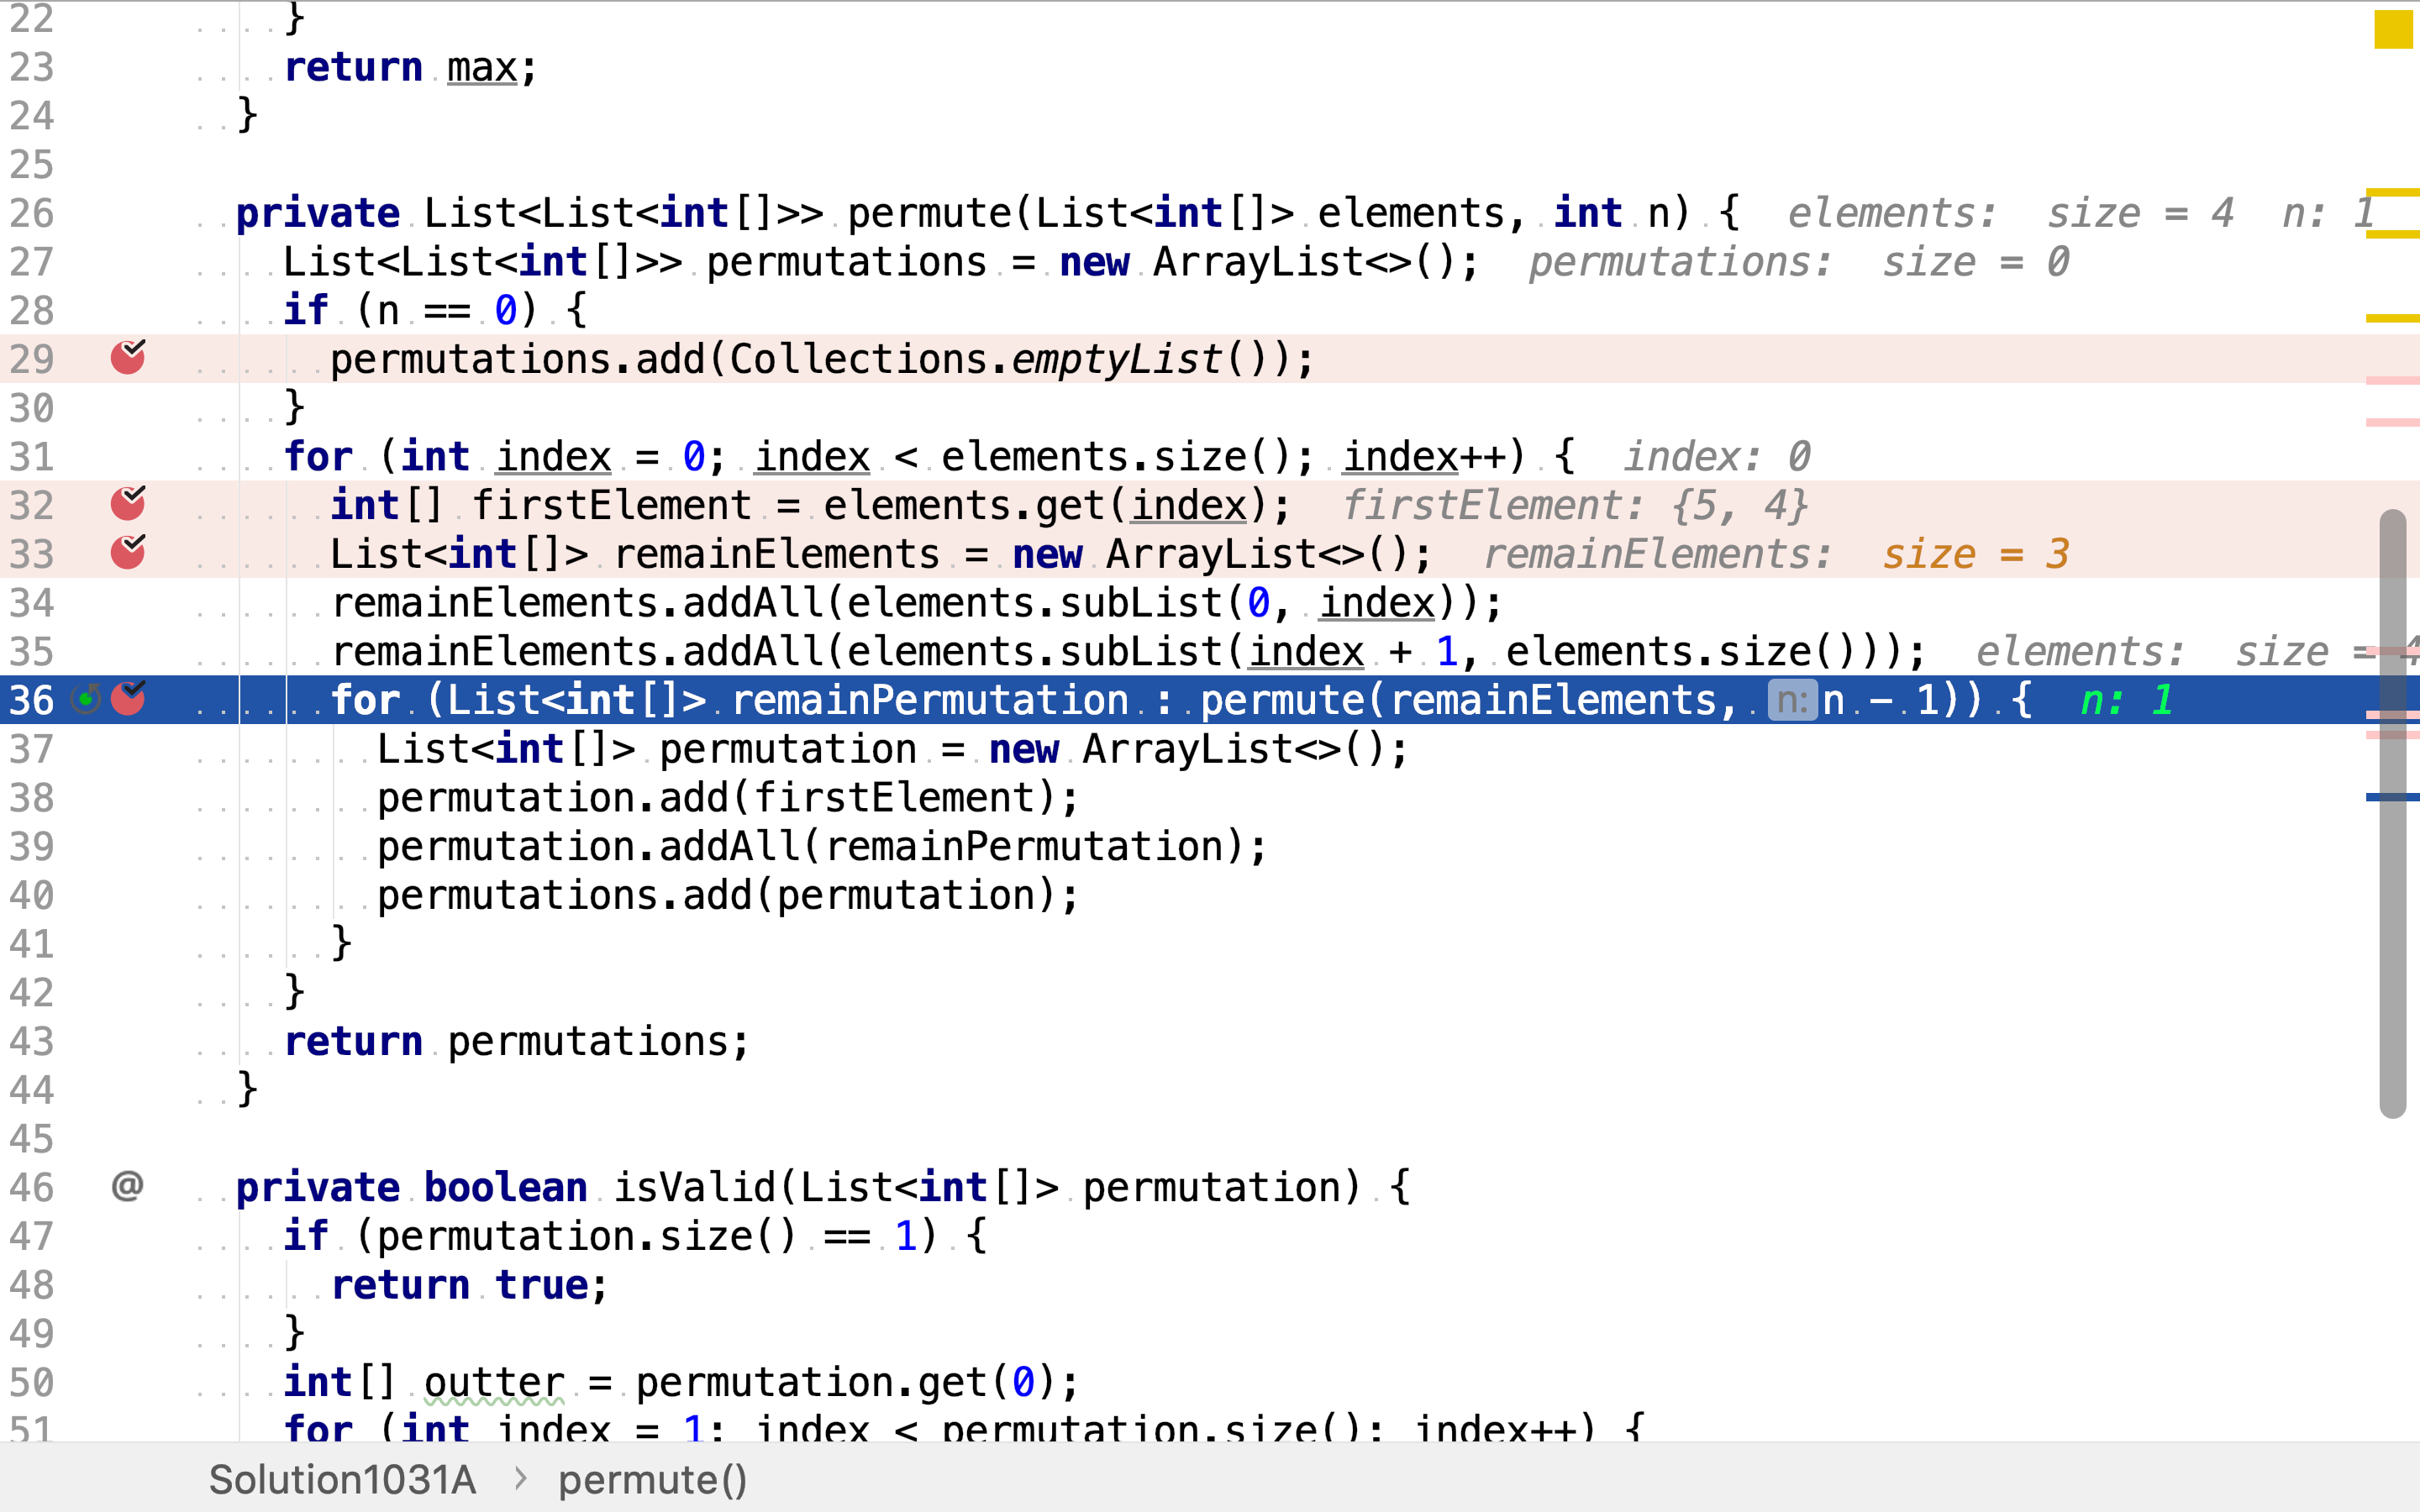 22 }
23 return max;
24 }
25
26 private List<List<int[]>> permute(List<int[]> elements, int n) { elements: size = 4 n: 1
27 List<List<int[]>> permutations = new ArrayList<>(); permutations: size = 0
28 if (n == 0) {
29 permutations.add(Collections.emptyList());
30 }
31 for (int index = 0; index < elements.size(); index++) { index: 0
32 int[] firstElement = elements.get(index); firstElement: {5, 4}
33 List<int[]> remainElements = new ArrayList<>(); remainElements: size = 3
34 remainElements.addAll(elements.subList(0, index));
35 remainElements.addAll(elements.subList(index + 1, elements.size())); elements: size = 4
36 for (List<int[]> remainPermutation : permute(remainElements, n: n - 1)) { n: 1
37 List<int[]> permutation = new ArrayList<>();
38 permutation.add(firstElement);
39 permutation.addAll(remainPermutation);
40 permutations.add(permutation);
41 }
42 }
43 return permutations;
44 }
45
46 @ private boolean isValid(List<int[]> permutation) {
47 if (permutation.size() == 1) {
48 return true;
49 }
50 int[] outter = permutation.get(0);
51 for (int index = 1; index < permutation.size(); index++) {
Solution1031A > permute()